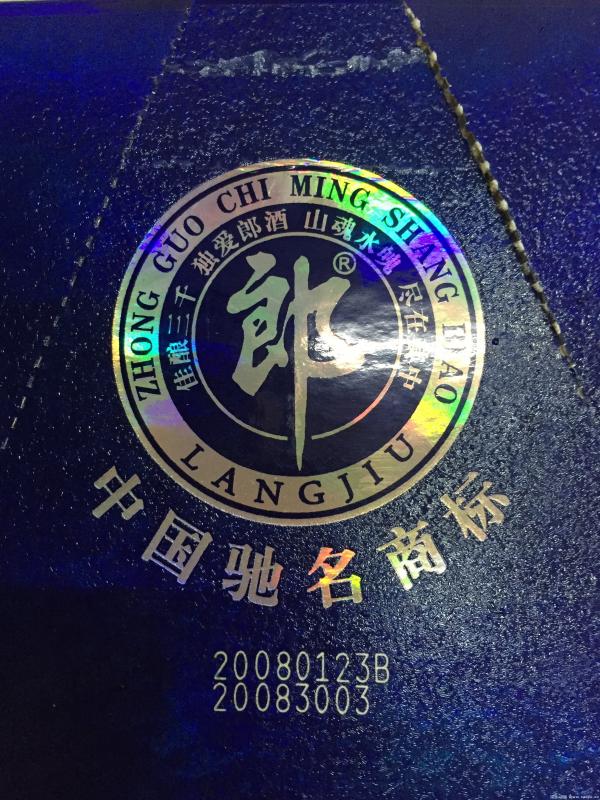 ZHONG GUO CHI MING SHANG BIAO
佳酿三千 独爱郎酒 山魂水魄 尽在郎中
郎®
LANGJIU
中国驰名商标
20080123B
20083003